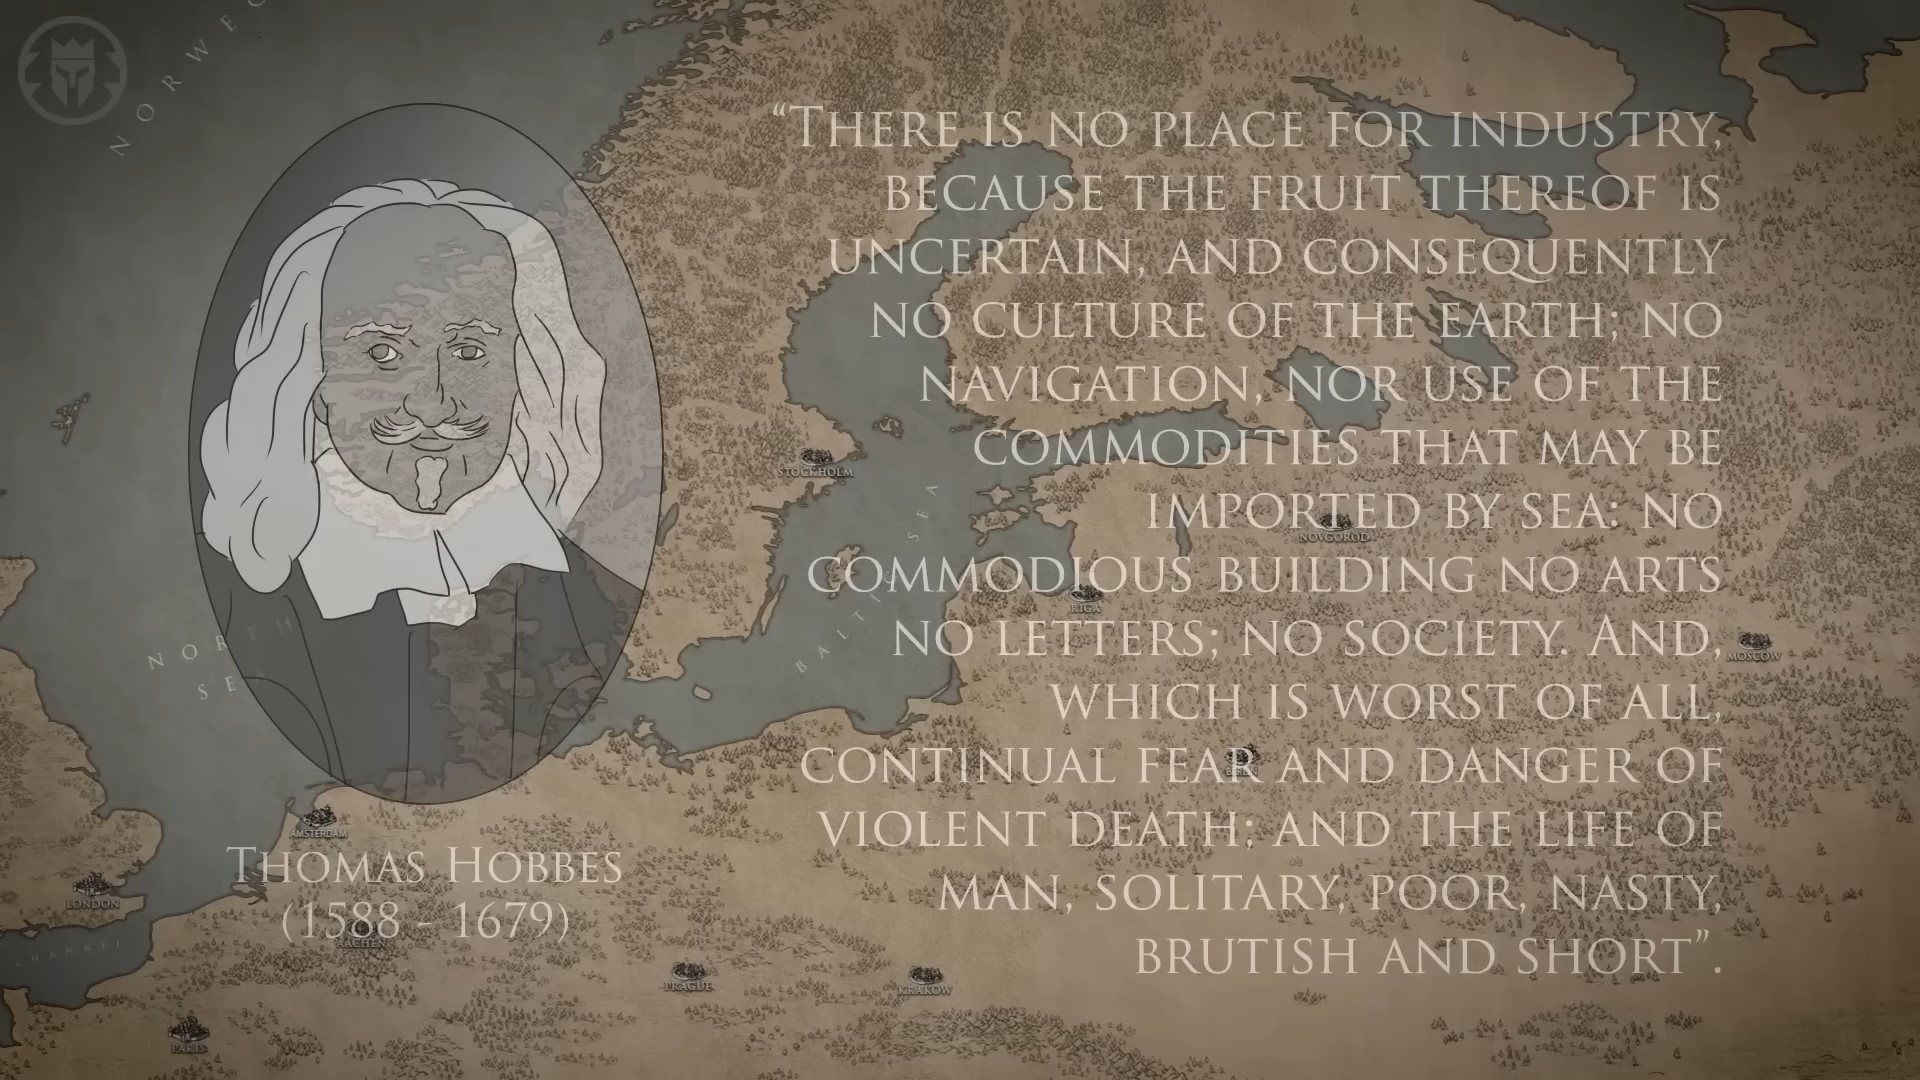 NORWEG
"THERE IS NO PLACE FOR INDUSTRY,
BECAUSE THE FRUIT THEREOF IS
UNCERTAIN, AND CONSEQUENTLY
NO CULTURE OF THE EARTH; NO
NAVIGATION, NOR USE OF THE
COMMODITIES THAT MAY BE
IMPORTED BY SEA: NO
COMMODIOUS BUILDING NO ARTS
NO LETTERS; NO SOCIETY. AND,
WHICH IS WORST OF ALL,
CONTINUAL FEAR AND DANGER OF
VIOLENT DEATH; AND THE LIFE OF
MAN, SOLITARY, POOR, NASTY,
BRUTISH AND SHORT".
THOMAS HOBBES
(1588 - 1679)
STOCKHOLM
NOVGOROD
RIGA
MOSCOW
BALTIC SEA
NORTH
SEA
BERLIN
AMSTERDAM
LONDON
AACHEN
CHANNEL
PRAGUE
KRAKOW
PARIS